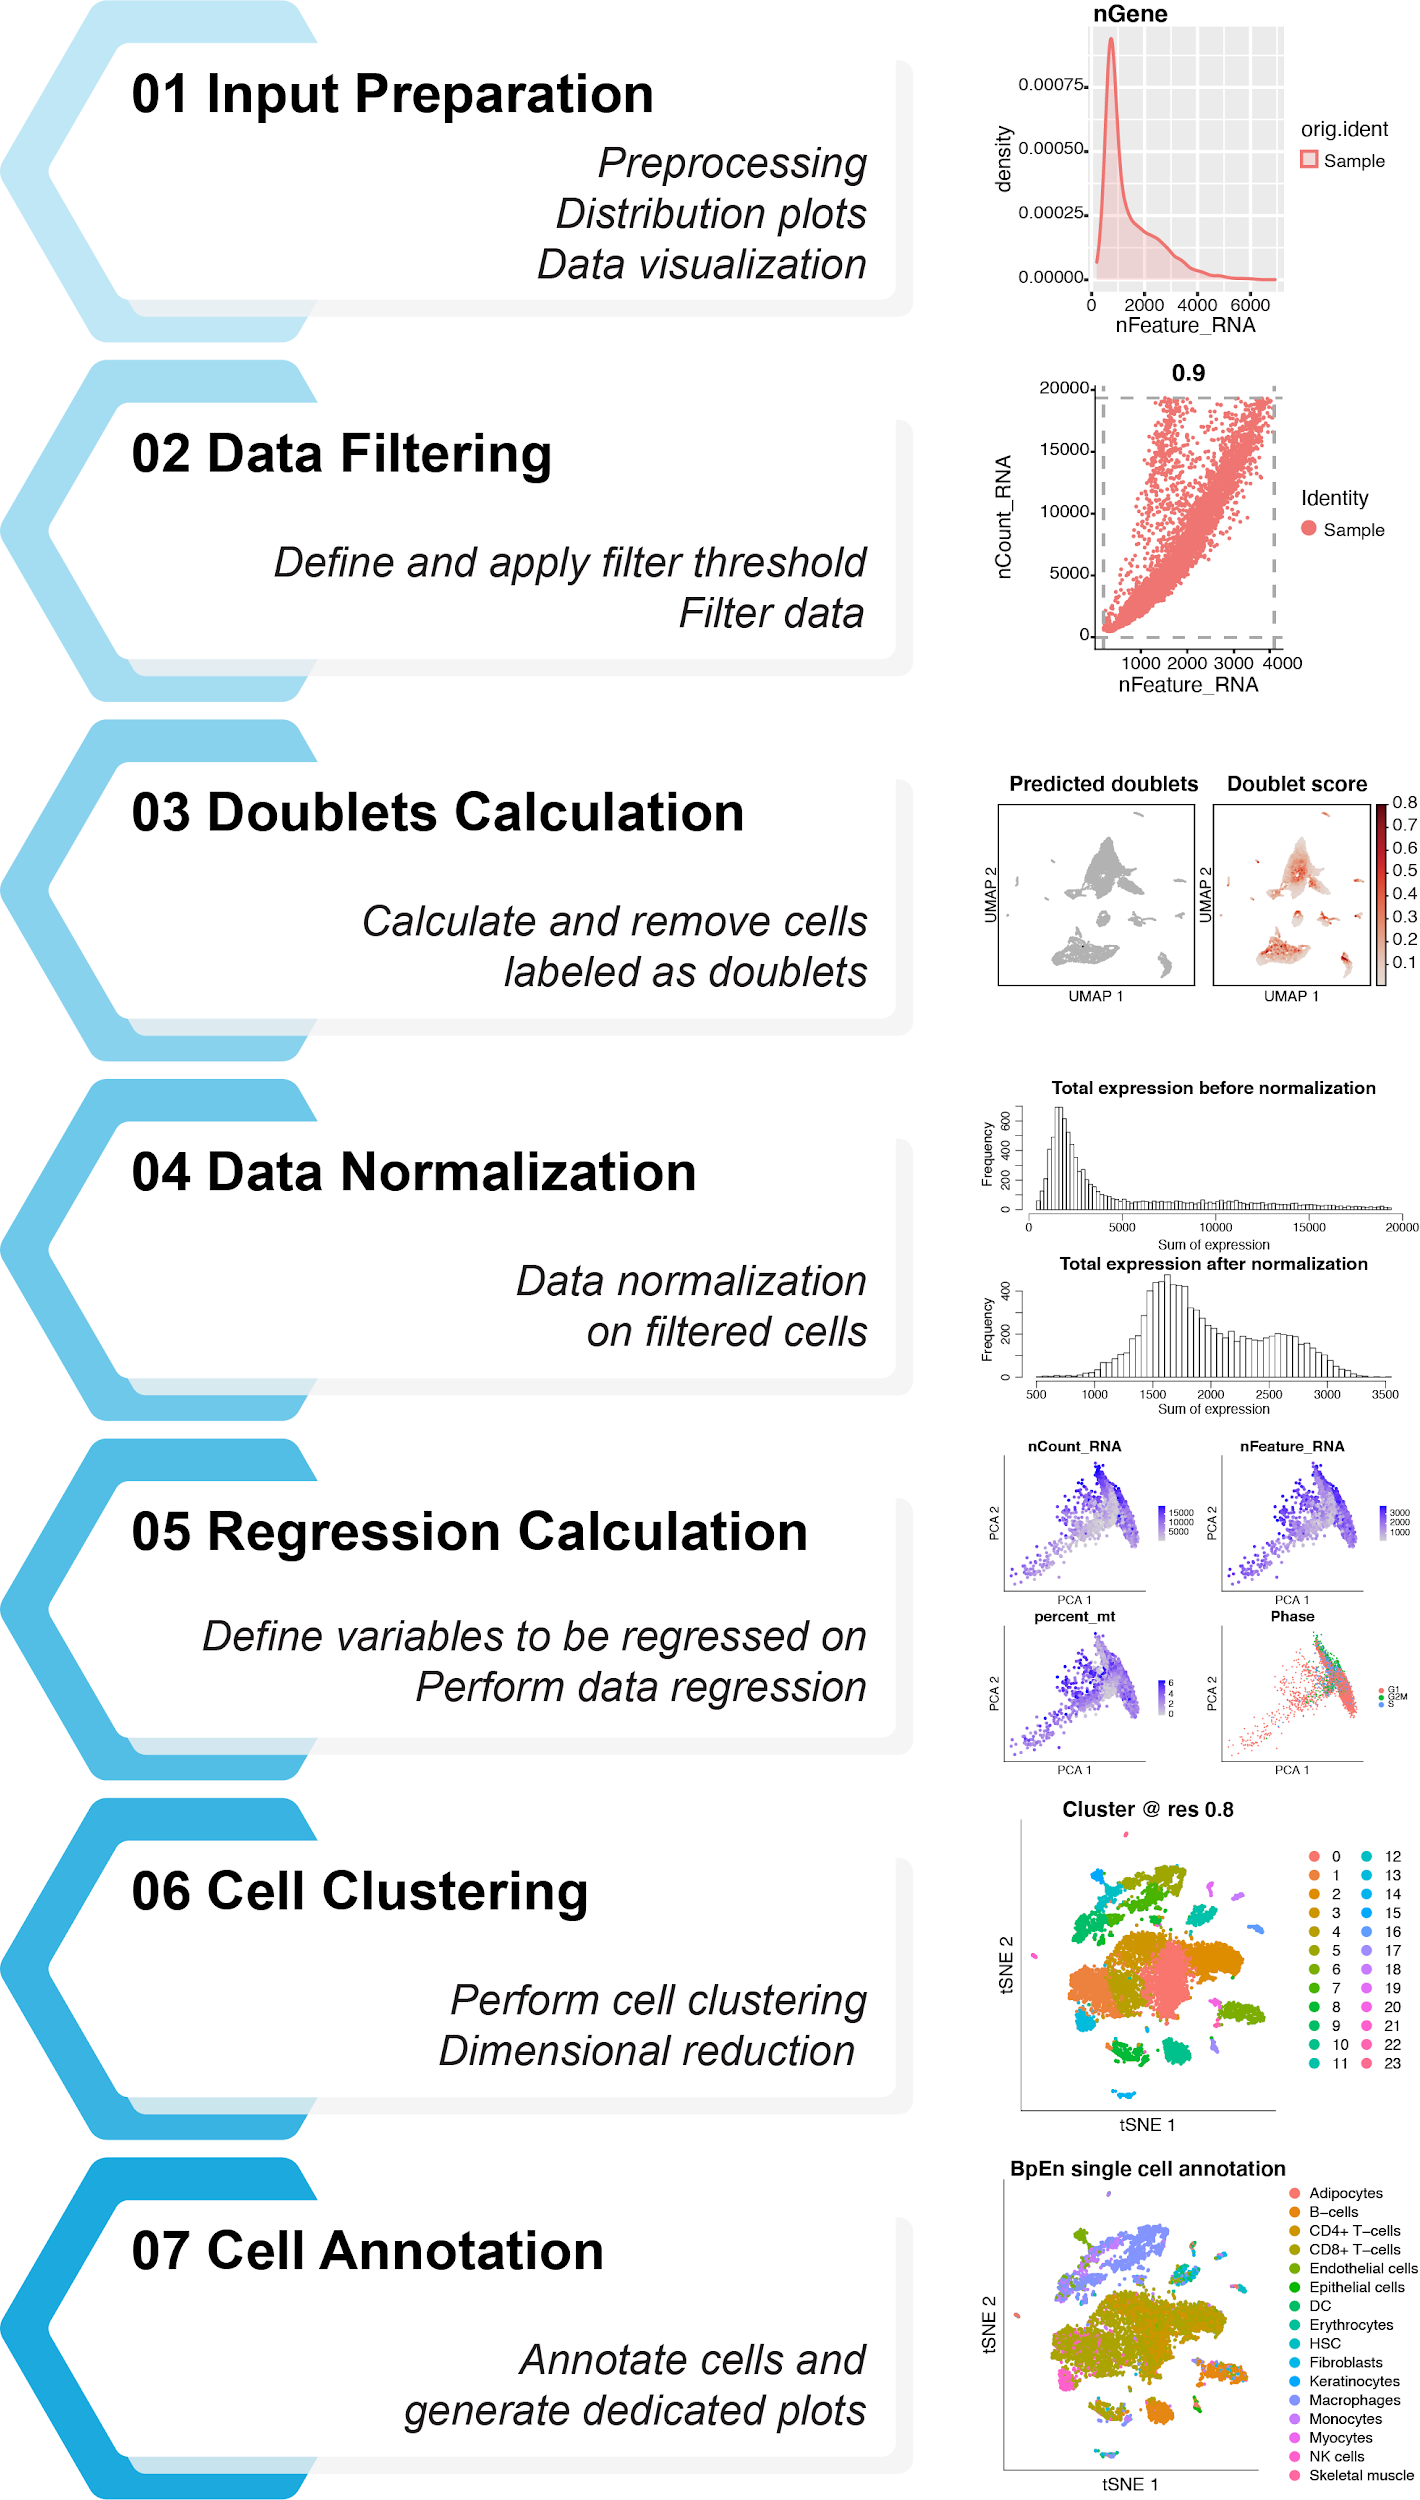 01 Input Preparation
Preprocessing
Distribution plots
Data visualization
nGene
density
0.00075
0.00050
0.00025
0.00000
0 2000 4000 6000
nFeature_RNA
orig.ident
Sample
02 Data Filtering
Define and apply filter threshold
Filter data
0.9
nCount_RNA
20000
15000
10000
5000
0
1000 2000 3000 4000
nFeature_RNA
Identity
Sample
03 Doublets Calculation
Calculate and remove cells
labeled as doublets
Predicted doublets
UMAP 2
UMAP 1
Doublet score
UMAP 2
UMAP 1
0.8
0.7
0.6
0.5
0.4
0.3
0.2
0.1
04 Data Normalization
Data normalization
on filtered cells
Total expression before normalization
Frequency
0 200 400 600
0 5000 10000 15000 20000
Sum of expression
Total expression after normalization
Frequency
0 200 400
500 1000 1500 2000 2500 3000 3500
Sum of expression
05 Regression Calculation
Define variables to be regressed on
Perform data regression
nCount_RNA
PCA 2
PCA 1
15000
10000
5000
nFeature_RNA
PCA 2
PCA 1
3000
2000
1000
percent_mt
PCA 2
PCA 1
6
4
2
0
Phase
PCA 2
PCA 1
G1
G2M
S
06 Cell Clustering
Perform cell clustering
Dimensional reduction
Cluster @ res 0.8
tSNE 2
tSNE 1
0 12
1 13
2 14
3 15
4 16
5 17
6 18
7 19
8 20
9 21
10 22
11 23
07 Cell Annotation
Annotate cells and
generate dedicated plots
BpEn single cell annotation
tSNE 2
tSNE 1
Adipocytes
B−cells
CD4+ T−cells
CD8+ T−cells
Endothelial cells
Epithelial cells
DC
Erythrocytes
HSC
Fibroblasts
Keratinocytes
Macrophages
Monocytes
Myocytes
NK cells
Skeletal muscle